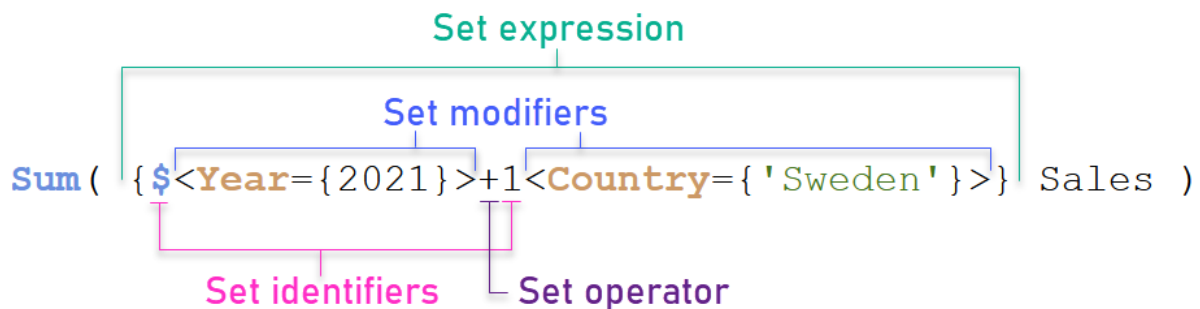 Set expression
Set modifiers
Sum( {$<Year={2021}>+1<Country={'Sweden'}>} Sales )
Set identifiers
Set operator